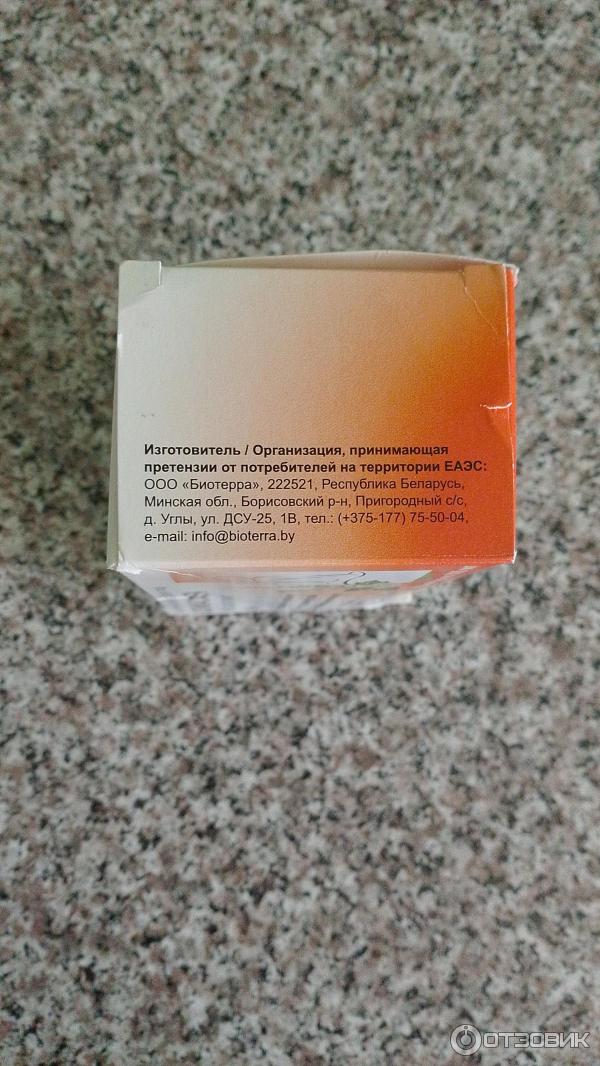 Изготовитель / Организация, принимающая
претензии от потребителей на территории ЕАЭС:
ООО «Биотерра», 222521, Республика Беларусь,
Минская обл., Борисовский р-н, Пригородный с/с,
д. Углы, ул. ДСУ-25, 1В, тел.: (+375-177) 75-50-04,
e-mail: info@bioterra.by
ОТЗОВИК